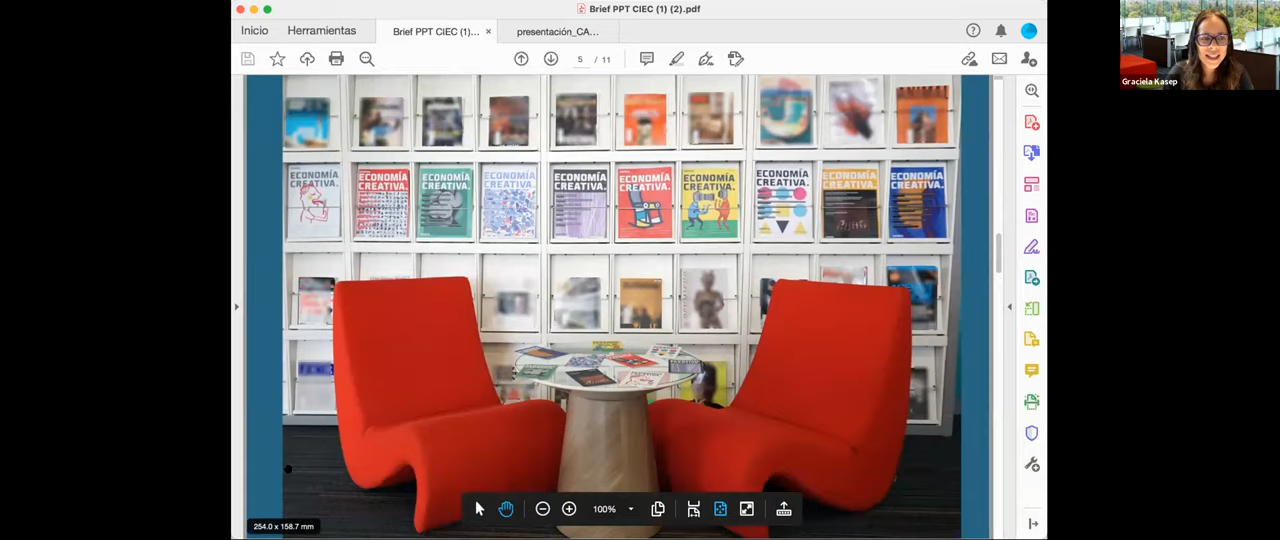 Brief PPT CIEC (1) (2).pdf
Inicio
Herramientas
Brief PPT CIEC (1)... ×
presentación_CA...
5 / 11
Graciela Kasep
ECONOMÍA CREATIVA.
ECONOMÍA CREATIVA.
ECONOMÍA CREATIVA.
ECONOMÍA CREATIVA.
ECONOMÍA CREATIVA.
ECONOMÍA CREATIVA.
ECONOMÍA CREATIVA.
ECONOMÍA CREATIVA.
ECONOMÍA CREATIVA.
ECONOMÍA CREATIVA.
100%
254.0 x 158.7 mm